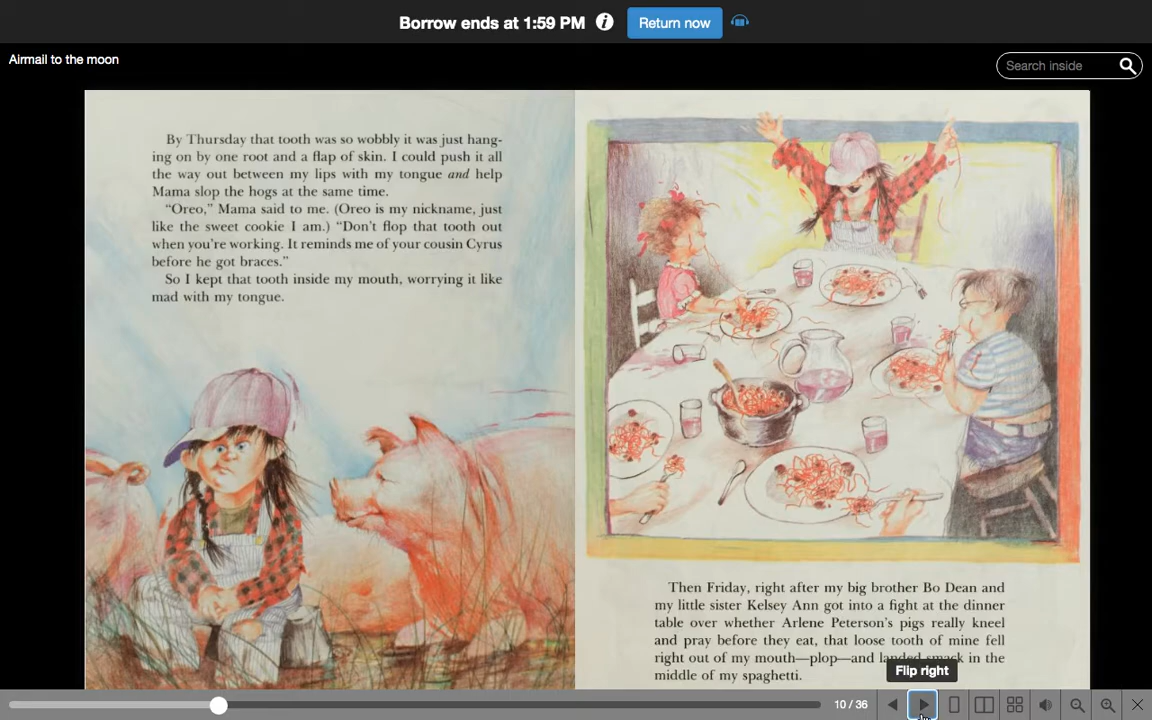 Borrow ends at 1:59 PM
i
Return now
Airmail to the moon
Search inside
By Thursday that tooth was so wobbly it was just hang-
ing on by one root and a flap of skin. I could push it all
the way out between my lips with my tongue and help
Mama slop the hogs at the same time.
“Oreo,” Mama said to me. (Oreo is my nickname, just
like the sweet cookie I am.) “Don’t flop that tooth out
when you’re working. It reminds me of your cousin Cyrus
before he got braces.”
So I kept that tooth inside my mouth, worrying it like
mad with my tongue.
Then Friday, right after my big brother Bo Dean and
my little sister Kelsey Ann got into a fight at the dinner
table over whether Arlene Peterson’s pigs really kneel
and pray before they eat, that loose tooth of mine fell
right out of my mouth—plop—and landed smack in the
middle of my spaghetti.
Flip right
10 / 36